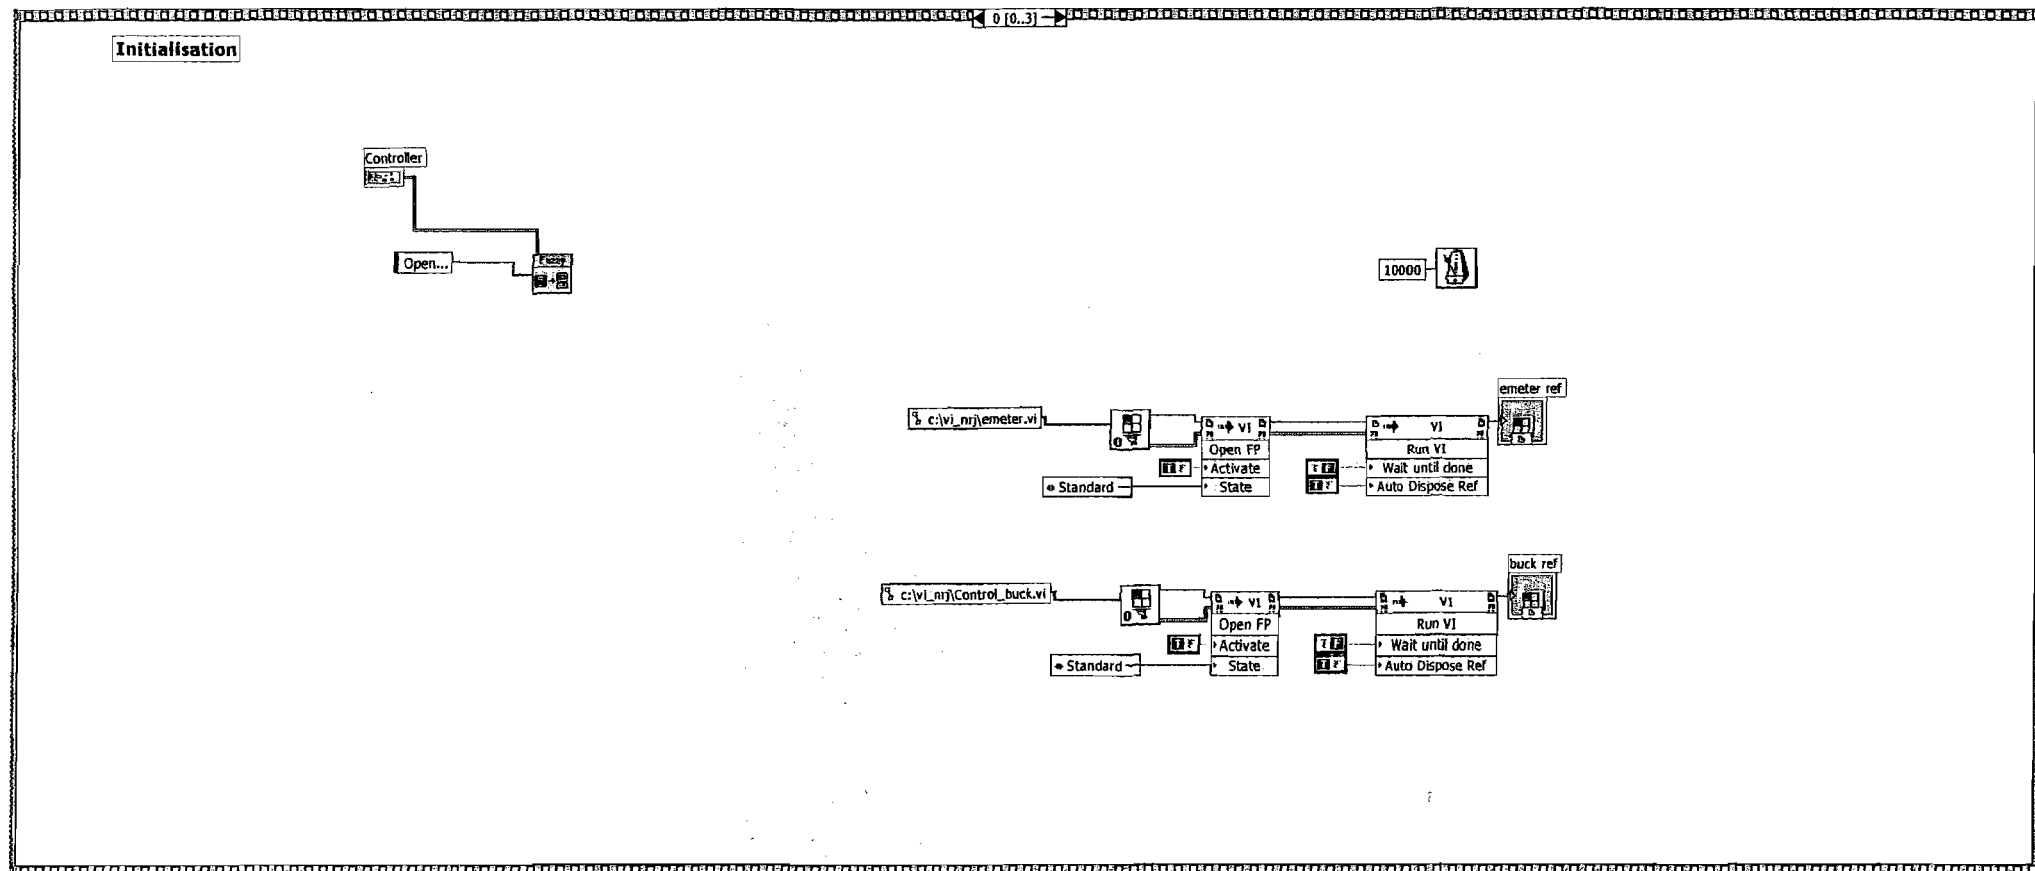 0 [0..3]
Initialisation
Controller
Open...
10000
emeter ref
c:\vi_nrj\emeter.vi
0
VI
VI
Open FP
Run VI
T F
Activate
T F
Wait until done
Standard
State
T F
Auto Dispose Ref
buck ref
c:\vi_nrj\Control_buck.vi
0
VI
VI
Open FP
Run VI
T F
Activate
T F
Wait until done
Standard
State
T F
Auto Dispose Ref